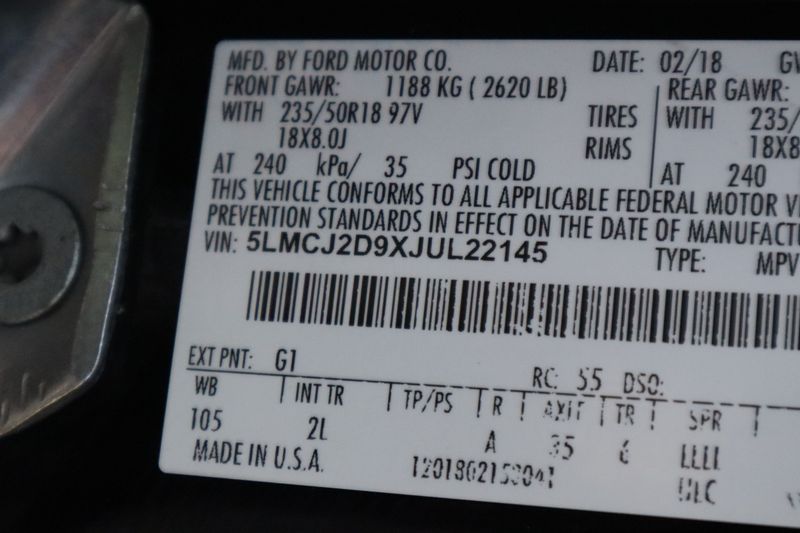 MFD. BY FORD MOTOR CO. DATE: 02/18 GV
FRONT GAWR: 1188 KG ( 2620 LB) REAR GAWR:
WITH 235/50R18 97V TIRES WITH 235/
18X8.0J RIMS 18X8
AT 240 kPa/ 35 PSI COLD AT 240
THIS VEHICLE CONFORMS TO ALL APPLICABLE FEDERAL MOTOR VE
PREVENTION STANDARDS IN EFFECT ON THE DATE OF MANUFACTU
VIN: 5LMCJ2D9XJUL22145 TYPE: MPV
EXT PNT: G1 RC: 55 DSO:
WB INT TR TP/PS R AXLE TR SPR
105 2L A 35 6 LLLL
MADE IN U.S.A.